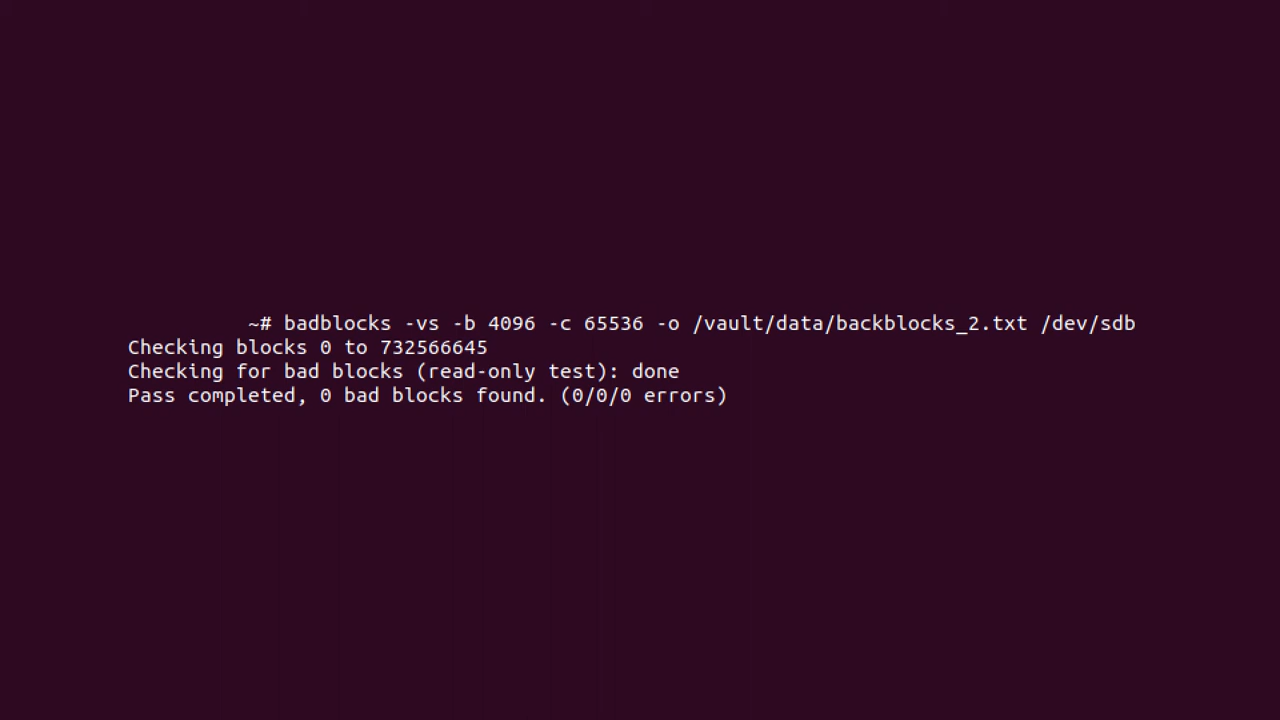 ~# badblocks -vs -b 4096 -c 65536 -o /vault/data/backblocks_2.txt /dev/sdb
Checking blocks 0 to 732566645
Checking for bad blocks (read-only test): done
Pass completed, 0 bad blocks found. (0/0/0 errors)